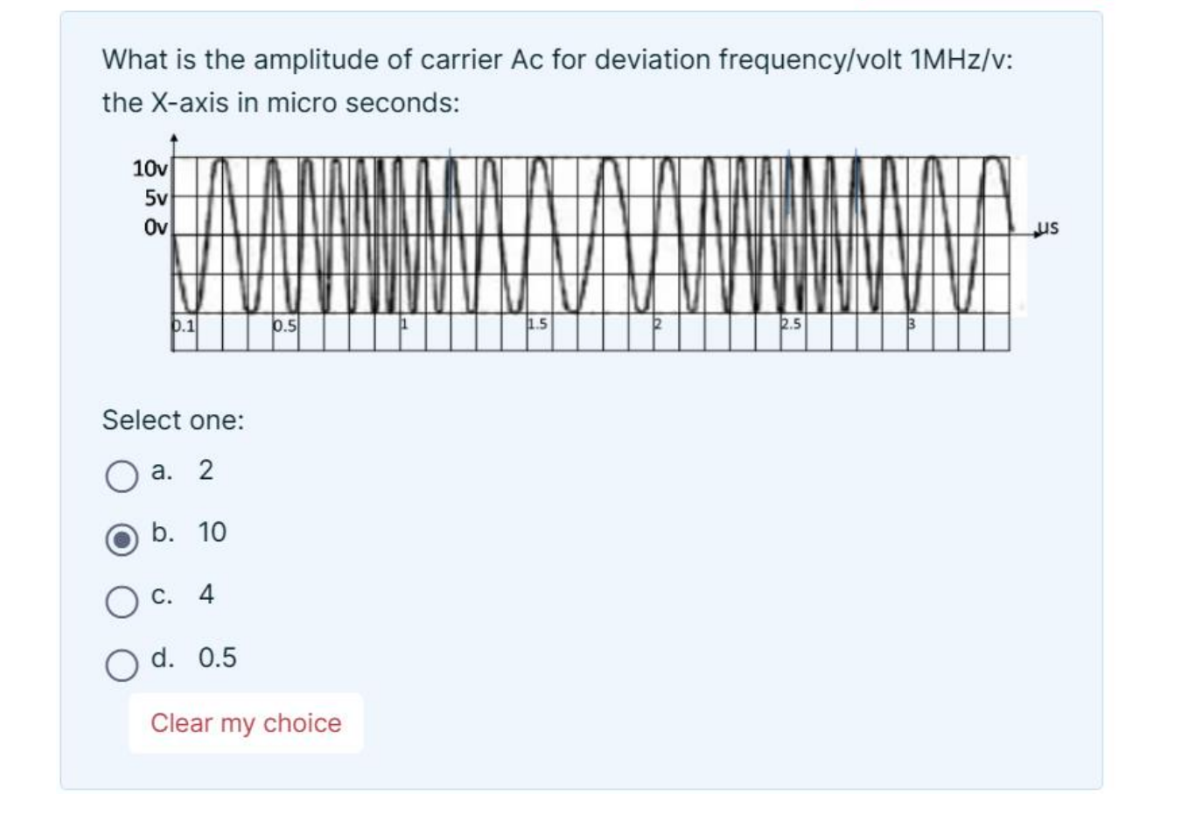 What is the amplitude of carrier Ac for deviation frequency/volt 1MHz/v:
the X-axis in micro seconds:
10v
5v
0v
us
0.1 0.5 1 1.5 2 2.5 3
Select one:
a. 2
b. 10
c. 4
d. 0.5
Clear my choice